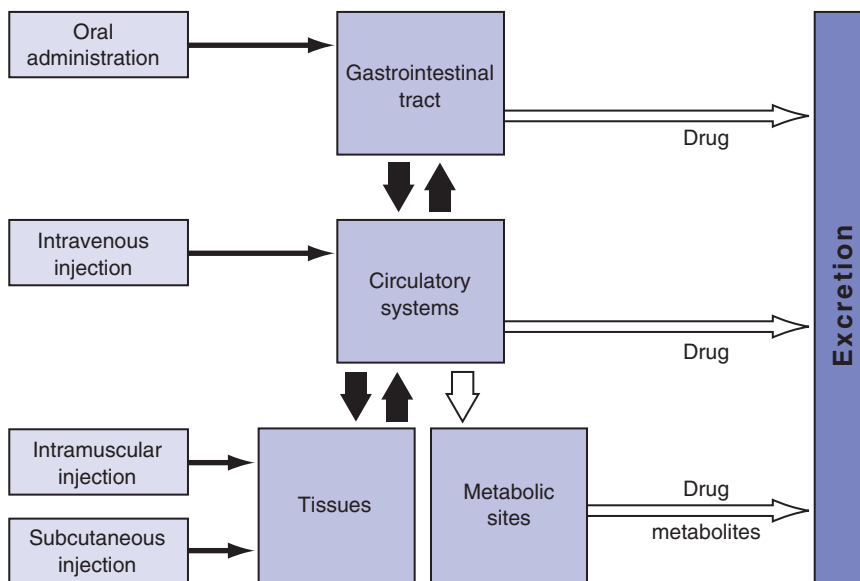 Oral
administration
Gastrointestinal
tract
Drug
Intravenous
injection
Circulatory
systems
Drug
Intramuscular
injection
Subcutaneous
injection
Tissues
Metabolic
sites
Drug
metabolites
Excretion